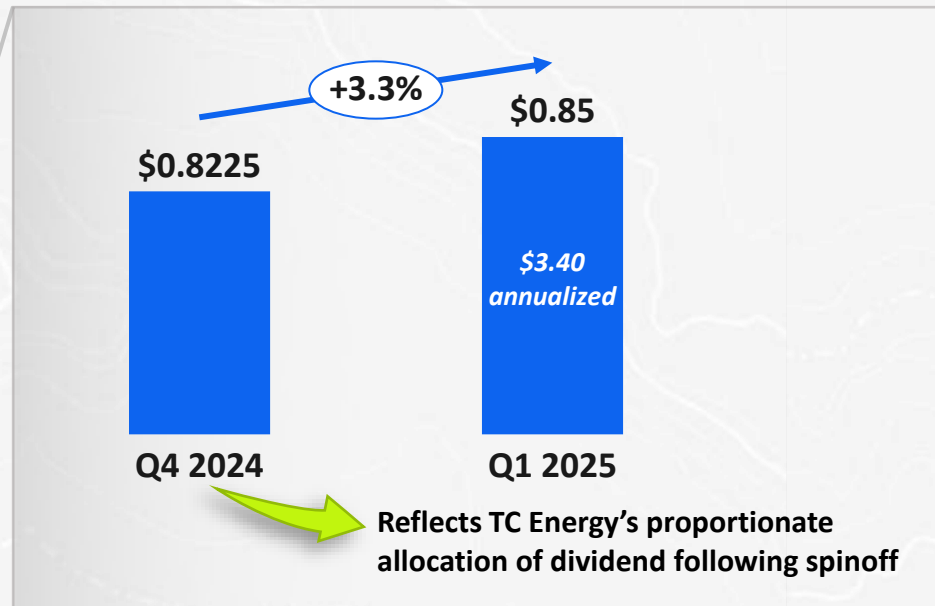 +3.3%
$0.85
$0.8225
$3.40
annualized
Q4 2024
Q1 2025
Reflects TC Energy’s proportionate
allocation of dividend following spinoff